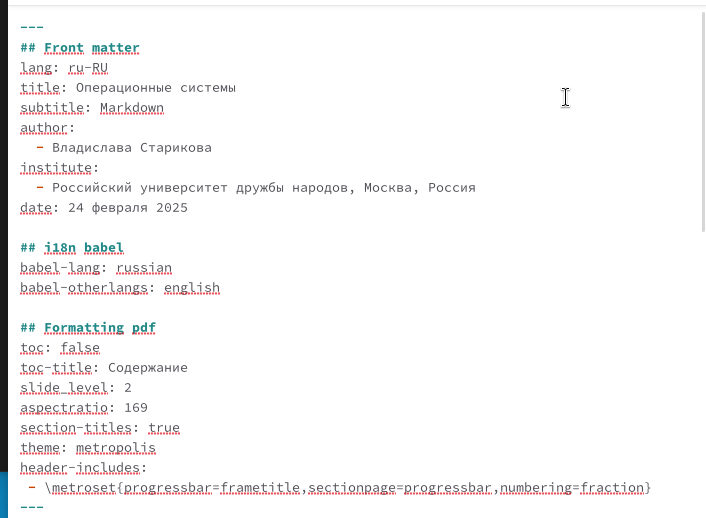 ---
## Front matter
lang: ru-RU
title: Операционные системы
subtitle: Markdown
author:
  - Владислава Старикова
institute:
  - Российский университет дружбы народов, Москва, Россия
date: 24 февраля 2025

## i18n babel
babel-lang: russian
babel-otherlangs: english

## Formatting pdf
toc: false
toc-title: Содержание
slide_level: 2
aspectratio: 169
section-titles: true
theme: metropolis
header-includes:
 - \metroset{progressbar=frametitle,sectionpage=progressbar,numbering=fraction}
---